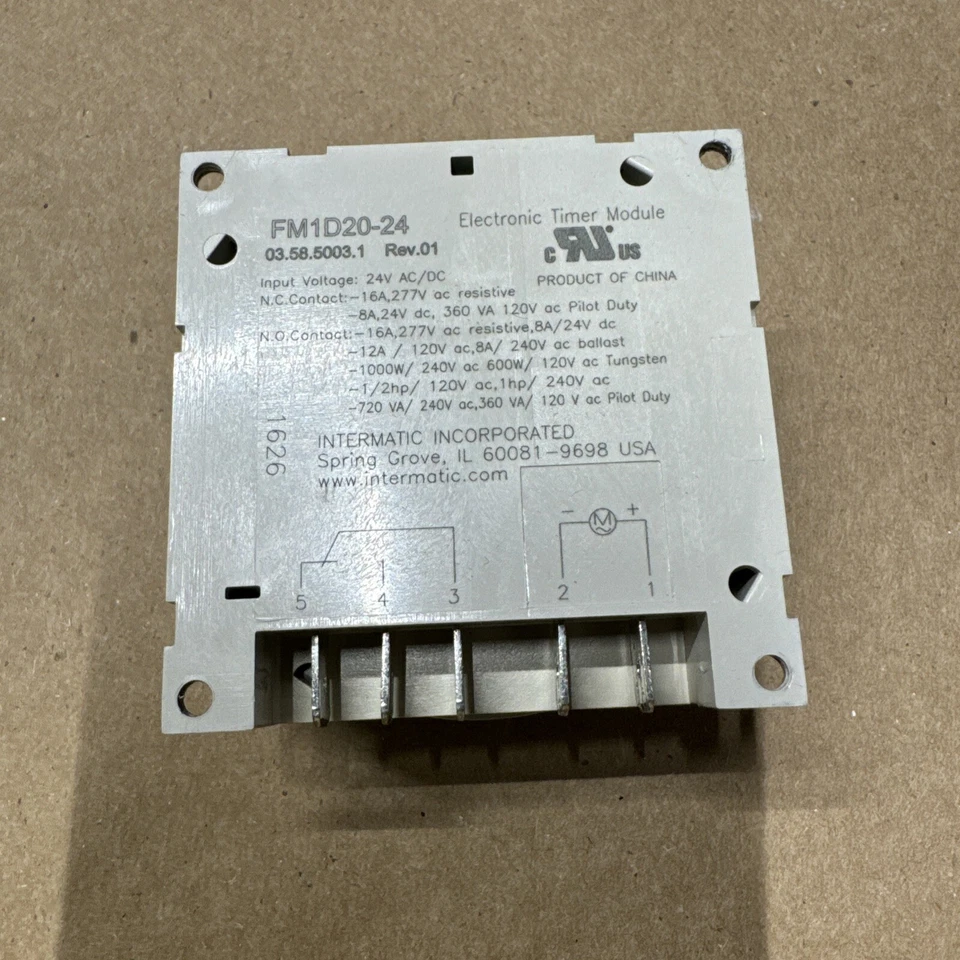 FM1D20-24
Electronic Timer Module
03.58.5003.1 Rev.01
c RU US
PRODUCT OF CHINA
Input Voltage: 24V AC/DC
N.C.Contact:-16A,277V ac resistive
-8A,24V dc, 360 VA 120V ac Pilot Duty
N.O.Contact:-16A,277V ac resistive,8A/24V dc
-12A / 120V ac,8A/ 240V ac ballast
-1000W/ 240V ac 600W/ 120V ac Tungsten
-1/2hp/ 120V ac,1hp/ 240V ac
-720 VA/ 240V ac,360 VA/ 120 V ac Pilot Duty
1626
INTERMATIC INCORPORATED
Spring Grove, IL 60081-9698 USA
www.intermatic.com
- M +
5 4 3 2 1